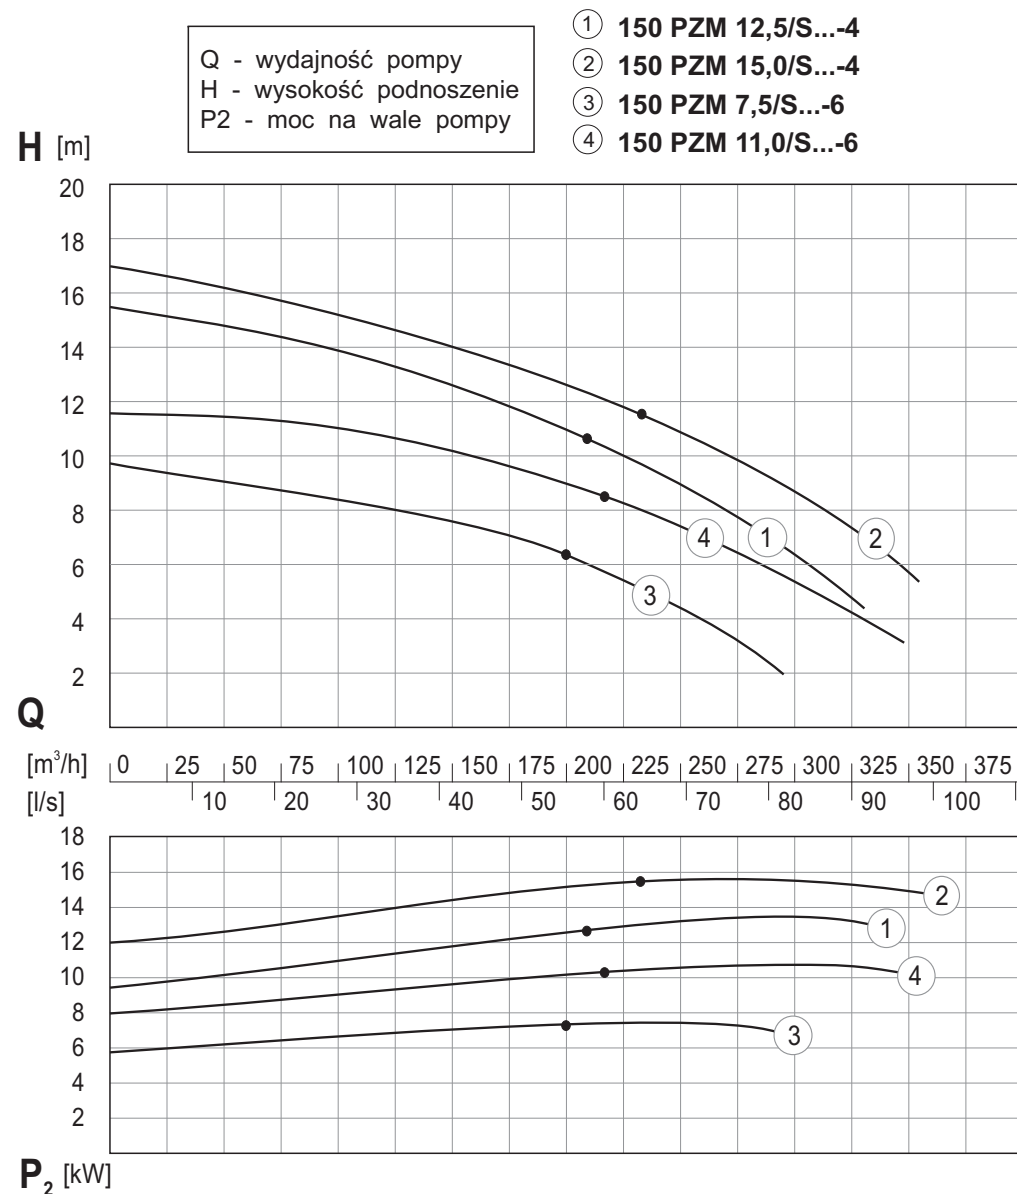 Q - wydajność pompy
H - wysokość podnoszenie
P2 - moc na wale pompy
1 150 PZM 12,5/S...-4
2 150 PZM 15,0/S...-4
3 150 PZM 7,5/S...-6
4 150 PZM 11,0/S...-6
H [m]
20
18
16
14
12
10
8
6
4
2
4
1
2
3
Q
[m³/h] 0 25 50 75 100 125 150 175 200 225 250 275 300 325 350 375
[l/s] 10 20 30 40 50 60 70 80 90 100
18
16
14
12
10
8
6
4
2
2
1
4
3
P2 [kW]